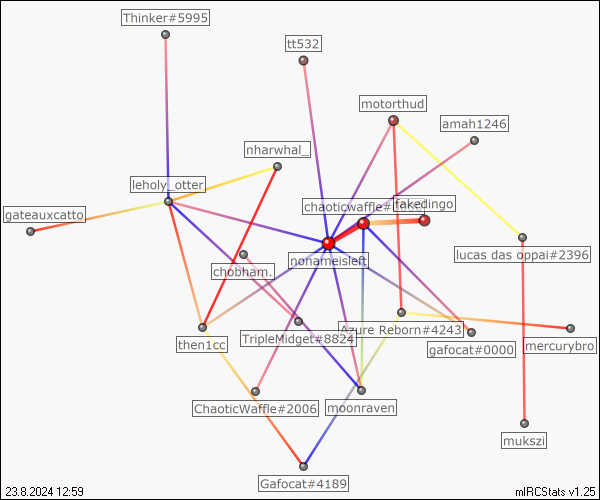 Thinker#5995
tt532
motorthud
amah1246
nharwhal_
leholy_otter
chaoticwaffle#
fakedingo
gateauxcatto
nonameisleft
lucas das oppai#2396
chobham.
Azure Reborn#4243
TripleMidget#8824
then1cc
gafocat#0000
mercurybro
ChaoticWaffle#2006
moonraven
mukszi
Gafocat#4189
23.8.2024 12:59
mIRCStats v1.25